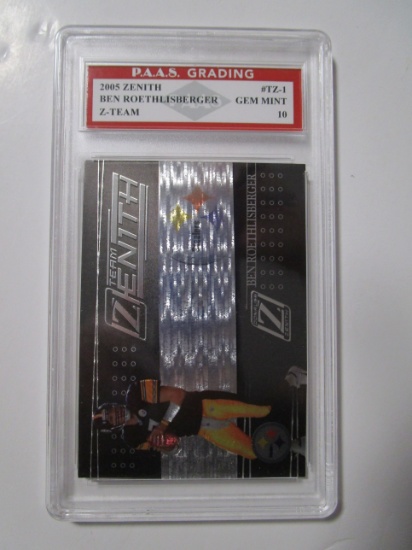 P.A.A.S. GRADING
2005 ZENITH #TZ-1
BEN ROETHLISBERGER GEM MINT
Z-TEAM 10
TEAM
ZENITH
BEN ROETHLISBERGER
Z